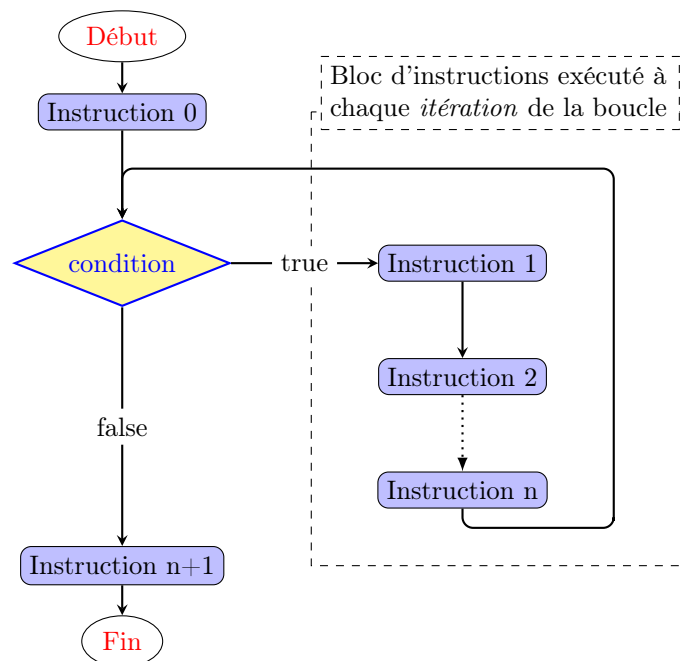 Début
Bloc d'instructions exécuté à
chaque itération de la boucle
Instruction 0
condition
true
Instruction 1
Instruction 2
false
Instruction n
Instruction n+1
Fin